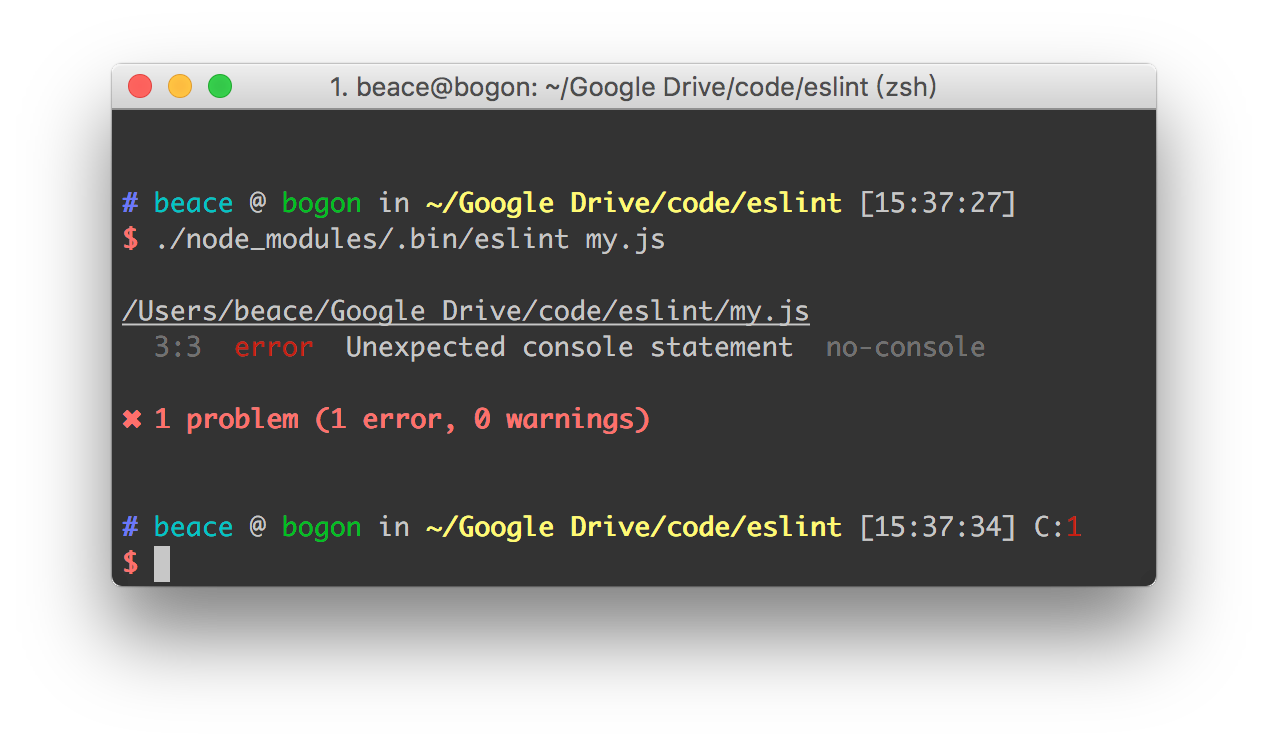 1. beace@bogon: ~/Google Drive/code/eslint (zsh)
# beace @ bogon in ~/Google Drive/code/eslint [15:37:27]
$ ./node_modules/.bin/eslint my.js
/Users/beace/Google Drive/code/eslint/my.js
3:3  error  Unexpected console statement  no-console
✖ 1 problem (1 error, 0 warnings)
# beace @ bogon in ~/Google Drive/code/eslint [15:37:34] C:1
$